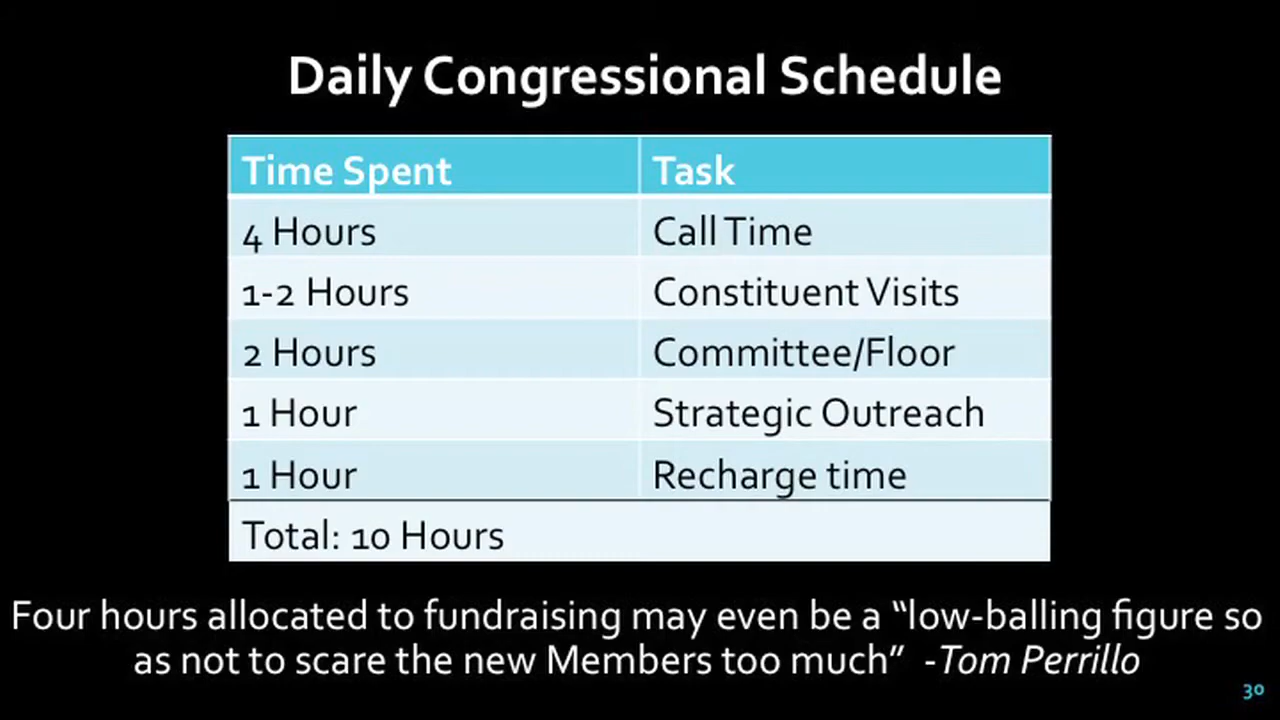 Daily Congressional Schedule
Time Spent Task
4 Hours Call Time
1-2 Hours Constituent Visits
2 Hours Committee/Floor
1 Hour Strategic Outreach
1 Hour Recharge time
Total: 10 Hours
Four hours allocated to fundraising may even be a “low-balling figure so
as not to scare the new Members too much” -Tom Perrillo
30